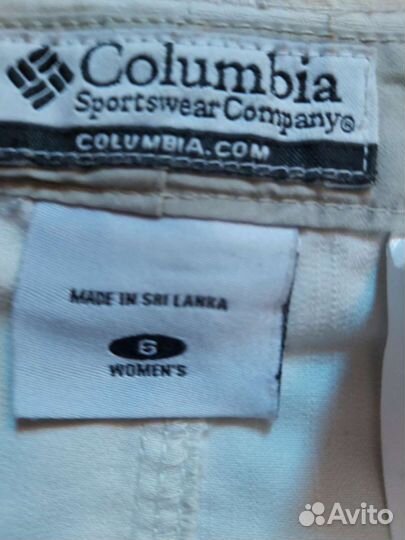 Columbia
Sportswear Company®
COLUMBIA.COM
MADE IN SRI LANKA
6
WOMEN'S
Avito